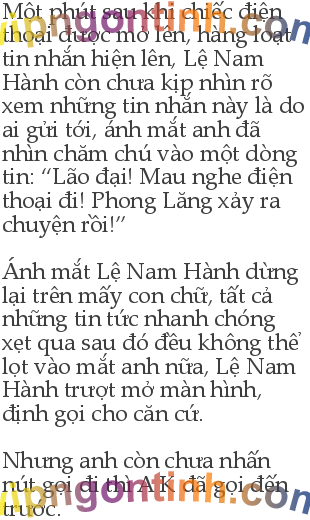 Một phút sau khi chiếc điện
thoại được mở lên, hàng loạt
tin nhắn hiện lên, Lệ Nam
Hành còn chưa kịp nhìn rõ
xem những tin nhắn này là do
ai gửi tới, ánh mắt anh đã
nhìn chăm chú vào một dòng
tin: “Lão đại! Mau nghe điện
thoại đi! Phong Lăng xảy ra
chuyện rồi!”
Ánh mắt Lệ Nam Hành dừng
lại trên mấy con chữ, tất cả
những tin tức nhanh chóng
xẹt qua sau đó đều không thể
lọt vào mắt anh nữa, Lệ Nam
Hành trượt mở màn hình,
định gọi cho căn cứ.
Nhưng anh còn chưa nhấn
nút gọi đi thì A K đã gọi đến
trước.